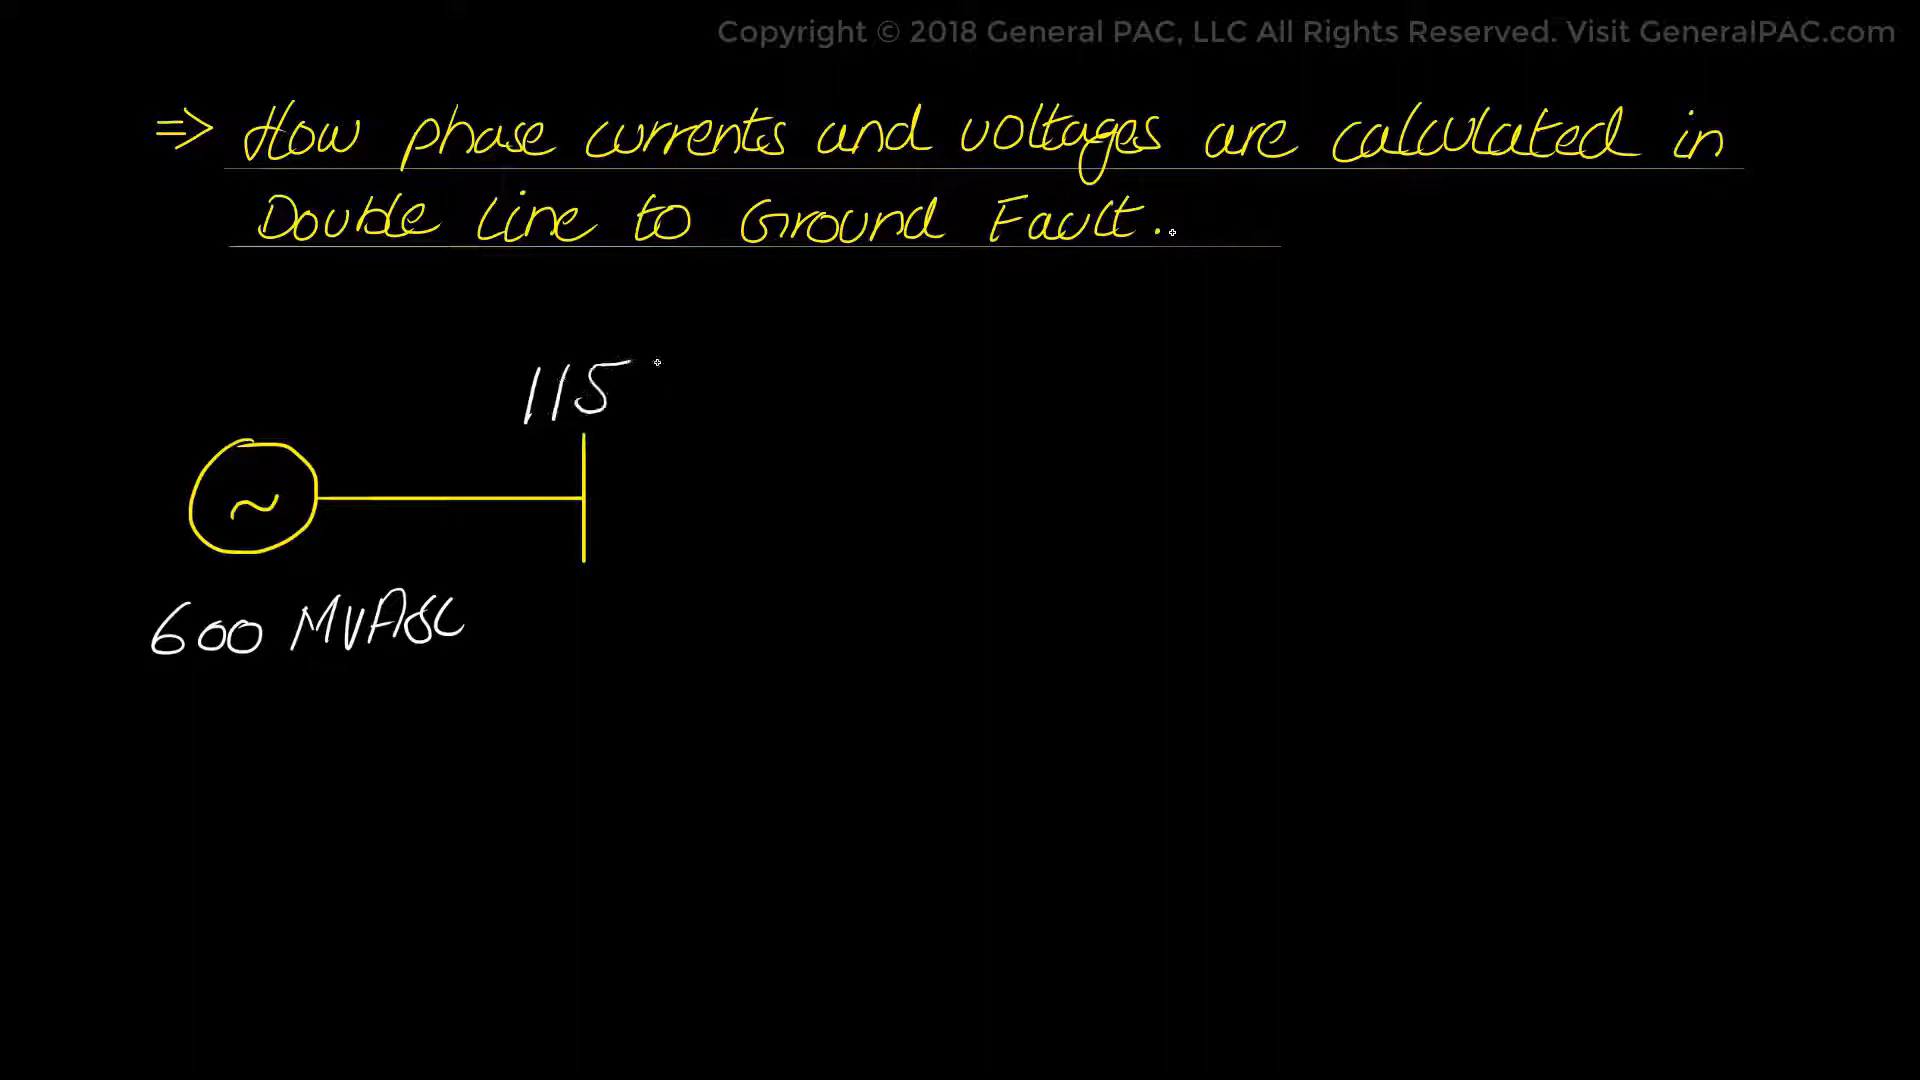 Copyright © 2018 General PAC, LLC All Rights Reserved. Visit GeneralPAC.com
=> How phase currents and voltages are calculated in
Double Line to Ground Fault.
115
~
600 MVASC